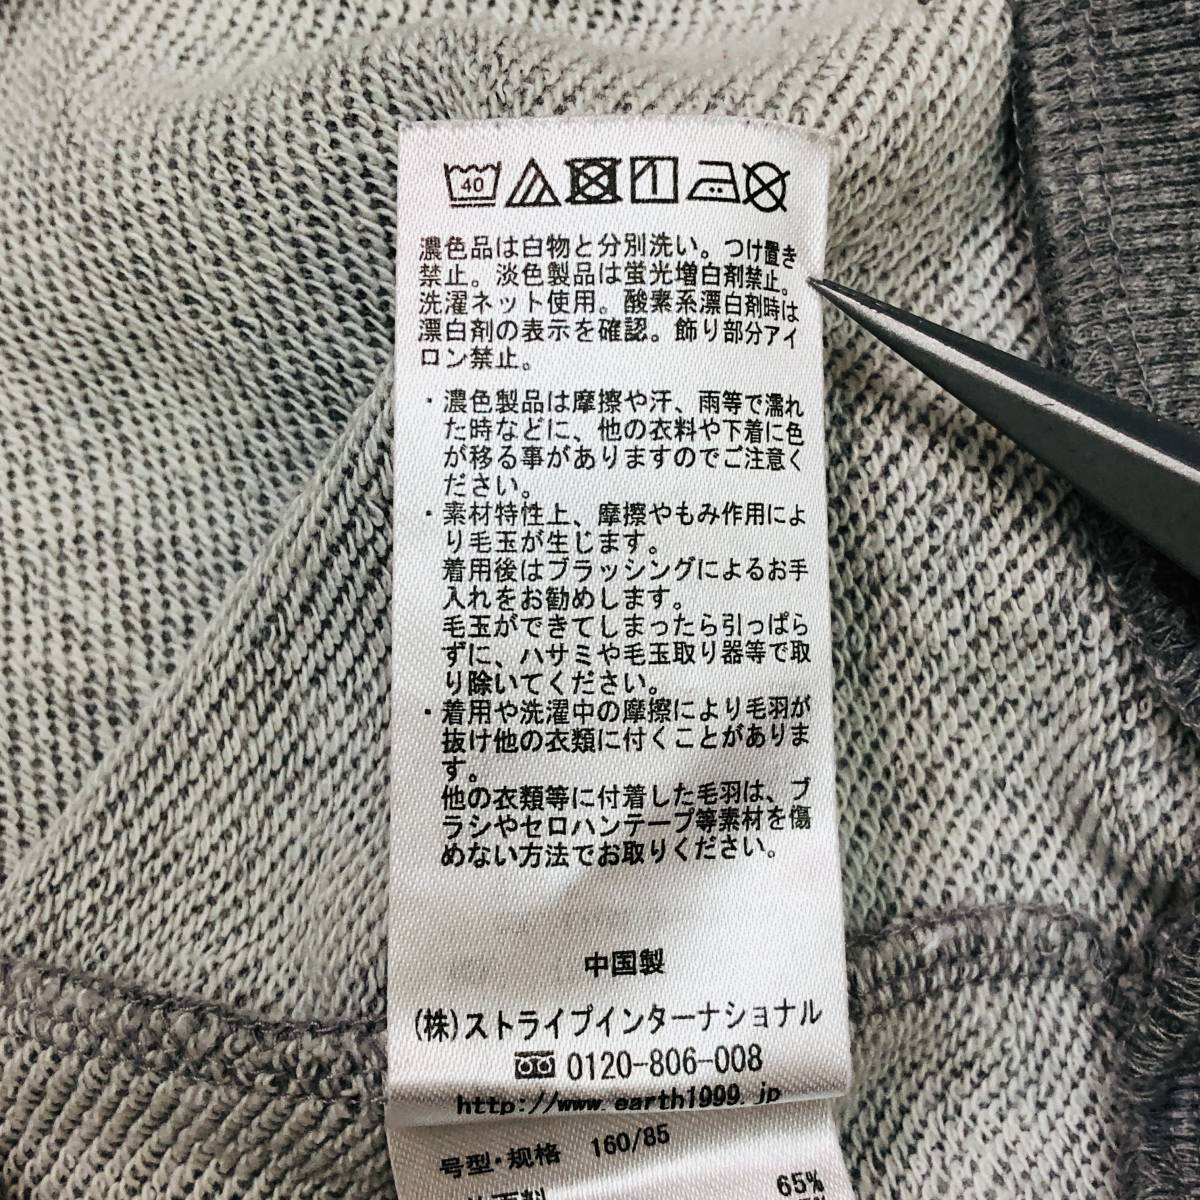 40
濃色品は白物と分別洗い。つけ置き
禁止。淡色製品は蛍光増白剤禁止。
洗濯ネット使用。酸素系漂白剤時は
漂白剤の表示を確認。飾り部分アイ
ロン禁止。
・濃色製品は摩擦や汗、雨等で濡れ
た時などに、他の衣料や下着に色
が移る事がありますのでご注意く
ださい。
・素材特性上、摩擦やもみ作用によ
り毛玉が生じます。
着用後はブラッシングによるお手
入れをお勧めします。
毛玉ができてしまったら引っぱら
ずに、ハサミや毛玉取り器等で取
り除いてください。
・着用や洗濯中の摩擦により毛羽が
抜け他の衣類に付くことがありま
す。
他の衣類等に付着した毛羽は、ブ
ラシやセロハンテープ等素材を傷
めない方法でお取りください。
中国製
(株)ストライプインターナショナル
0120-806-008
http://www.earth1999.jp
号型・规格 160/85
65%